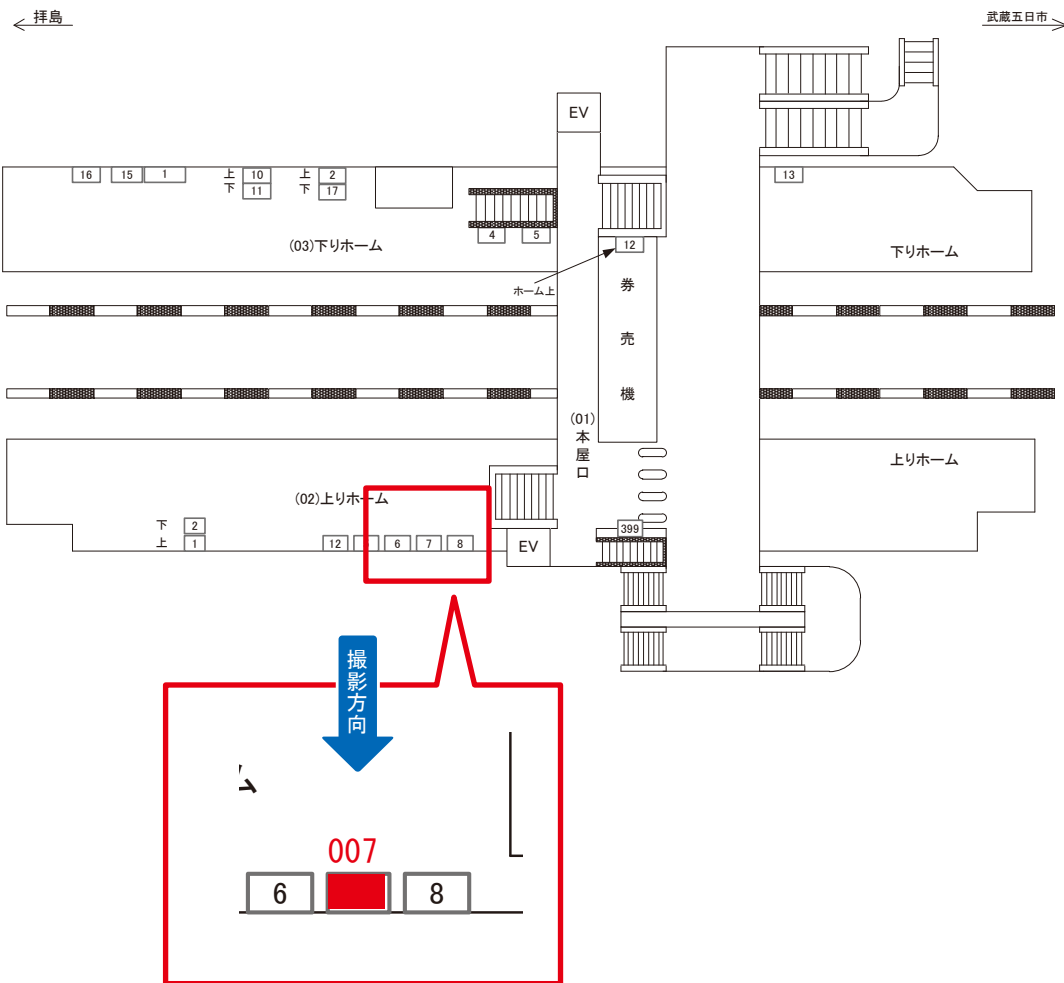 拝島
武蔵五日市
EV
16
15
1
上
10
上
2
下
11
下
17
13
4
5
12
(03)下りホーム
下りホーム
ホーム上
券売機
(01)本屋口
上りホーム
(02)上りホーム
下
2
上
1
12
6
7
8
EV
399
撮影方向
007
6
8